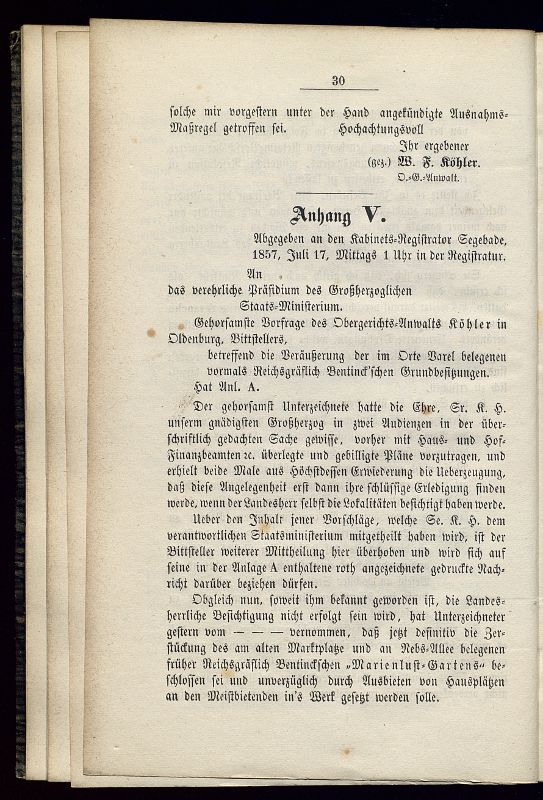 30
solche mir vorgestern unter der Hand angekündigte Ausnahms-
Maßregel getroffen sei. Hochachtungsvoll
Ihr ergebener
(gez.) W. F. Köhler.
O.-G.-Anwalt.
Anhang V.
Abgegeben an den Kabinets-Registrator Segebade,
1857, Juli 17, Mittags 1 Uhr in der Registratur.
An
das verehrliche Präsidium des Großherzoglichen
Staats-Ministerium.
Gehorsamste Vorfrage des Obergerichts-Anwalts Köhler in
Oldenburg, Bittstellers,
betreffend die Veräußerung der im Orte Varel belegenen
vormals Reichsgräflich Bentinck'schen Grundbesitzungen.
Hat Anl. A.
Der gehorsamst Unterzeichnete hatte die Ehre, Sr. K. H.
unserm gnädigsten Großherzog in zwei Audienzen in der über-
schriftlich gedachten Sache gewisse, vorher mit Haus- und Hof-
Finanzbeamten ꝛc. überlegte und gebilligte Pläne vorzutragen, und
erhielt beide Male aus Höchstdessen Erwiederung die Ueberzeugung,
daß diese Angelegenheit erst dann ihre schlüssige Erledigung finden
werde, wenn der Landesherr selbst die Lokalitäten besichtigt haben werde.
Ueber den Inhalt jener Vorschläge, welche Se. K. H. dem
verantwortlichen Staatsministerium mitgetheilt haben wird, ist der
Bittsteller weiterer Mittheilung hier überhoben und wird sich auf
seine in der Anlage A enthaltene roth angezeichnete gedruckte Nach-
richt darüber beziehen dürfen.
Obgleich nun, soweit ihm bekannt geworden ist, die Landes-
herrliche Besichtigung nicht erfolgt sein wird, hat Unterzeichneter
gestern vom — — — vernommen, daß jetzt definitiv die Zer-
stückung des am alten Marktplatze und an Nebs-Allee belegenen
früher Reichsgräflich Bentinckschen „Marienlust-Gartens“ be-
schlossen sei und unverzüglich durch Ausbieten von Hausplätzen
an den Meistbietenden in's Werk gesetzt werden solle.